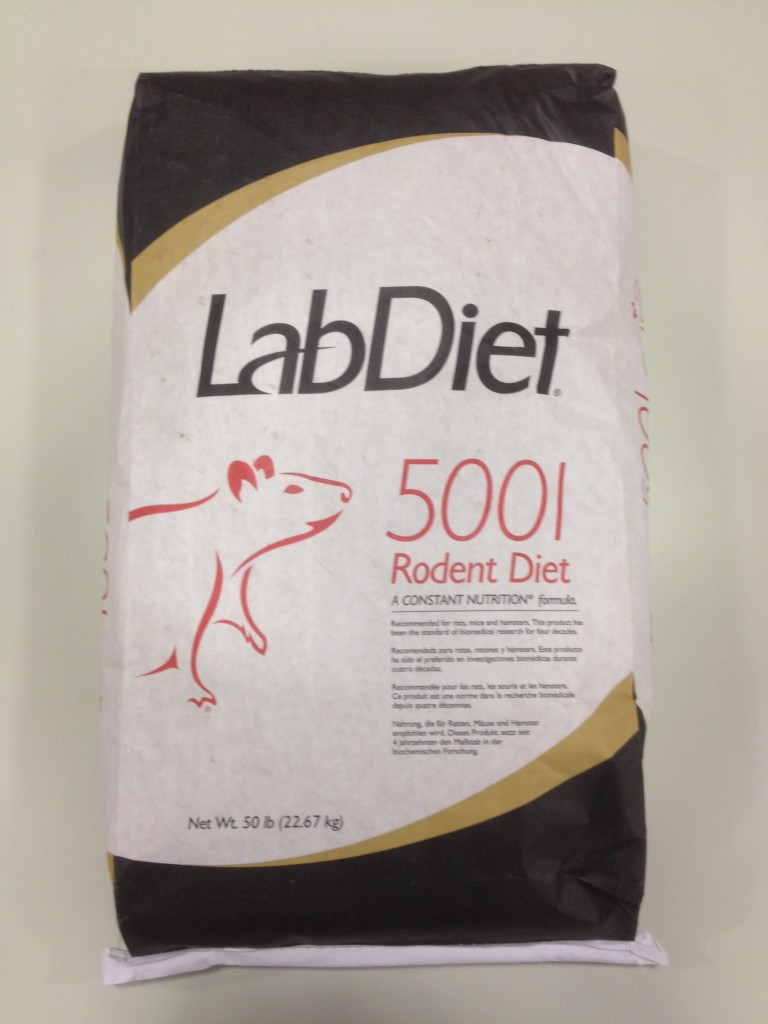 LabDiet®
5001
Rodent Diet
A CONSTANT NUTRITION® formula.
Recommended for rats, mice and hamsters. This product has
been the standard of biomedical research for four decades.
Recomendada para ratas, ratones y hámsters. Este producto
ha sido el preferido en investigaciones biomédicas durante
cuatro décadas.
Recommandée pour les rats, les souris et les hamsters.
Ce produit est une norme dans la recherche biomédicale
depuis quatre décennies.
Nahrung, die für Ratten, Mäuse und Hamster
empfohlen wird. Dieses Produkt setzt seit
4 Jahrzehnten den Maßstab in der
biochemischen Forschung.
Net Wt. 50 lb (22.67 kg)